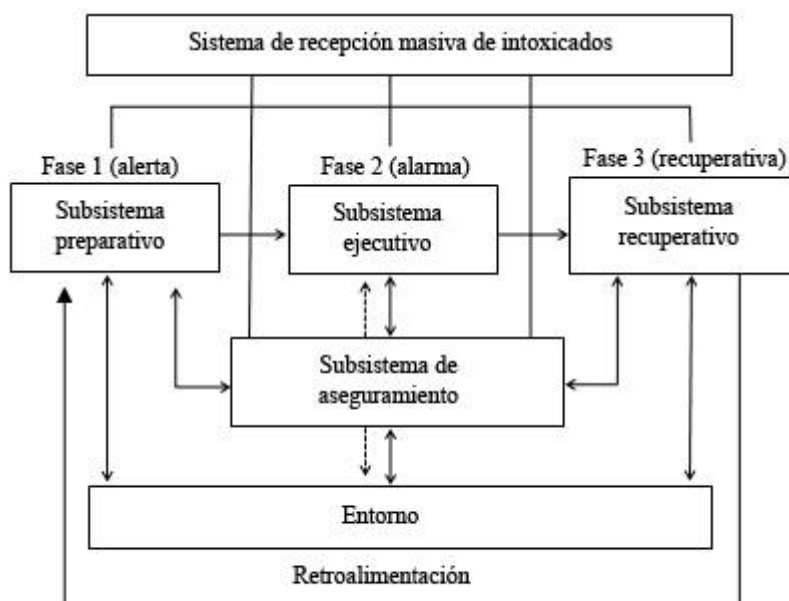 Sistema de recepción masiva de intoxicados
Fase 1 (alerta)
Fase 2 (alarma)
Fase 3 (recuperativa)
Subsistema
preparativo
Subsistema
ejecutivo
Subsistema
recuperativo
Subsistema de
aseguramiento
Entorno
Retroalimentación